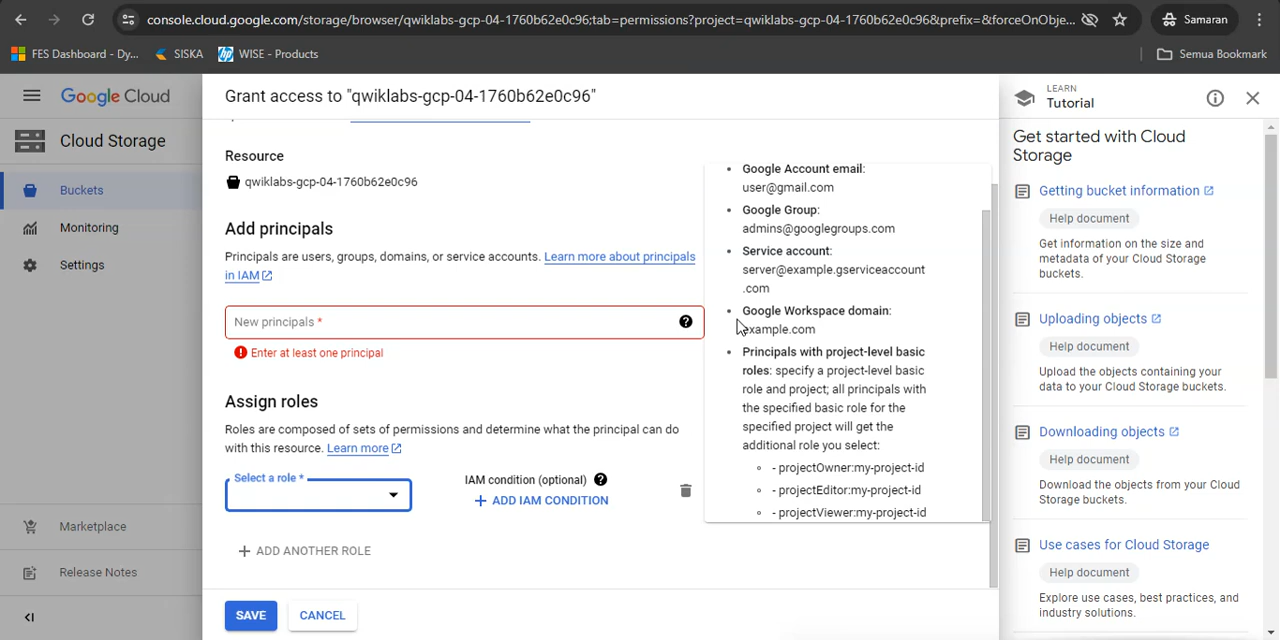 console.cloud.google.com/storage/browser/qwiklabs-gcp-04-1760b62e0c96;tab=permissions?project=qwiklabs-gcp-04-1760b62e0c96&prefix=&forceOnObje...
Samaran
FES Dashboard - Dy...
SISKA
WISE - Products
Semua Bookmark
Google Cloud
Cloud Storage
Buckets
Monitoring
Settings
Marketplace
Release Notes
Grant access to "qwiklabs-gcp-04-1760b62e0c96"
Resource
qwiklabs-gcp-04-1760b62e0c96
Add principals
Principals are users, groups, domains, or service accounts. Learn more about principals
in IAM
New principals *
Enter at least one principal
Assign roles
Roles are composed of sets of permissions and determine what the principal can do
with this resource. Learn more
Select a role *
IAM condition (optional)
+ ADD IAM CONDITION
+ ADD ANOTHER ROLE
SAVE
CANCEL
• Google Account email:
user@gmail.com
• Google Group:
admins@googlegroups.com
• Service account:
server@example.gserviceaccount
.com
• Google Workspace domain:
example.com
• Principals with project-level basic
roles: specify a project-level basic
role and project; all principals with
the specified basic role for the
specified project will get the
additional role you select:
- projectOwner:my-project-id
- projectEditor:my-project-id
- projectViewer:my-project-id
LEARN
Tutorial
Get started with Cloud
Storage
Getting bucket information
Help document
Get information on the size and
metadata of your Cloud Storage
buckets.
Uploading objects
Help document
Upload the objects containing your
data to your Cloud Storage buckets.
Downloading objects
Help document
Download the objects from your Cloud
Storage buckets.
Use cases for Cloud Storage
Help document
Explore use cases, best practices, and
industry solutions.